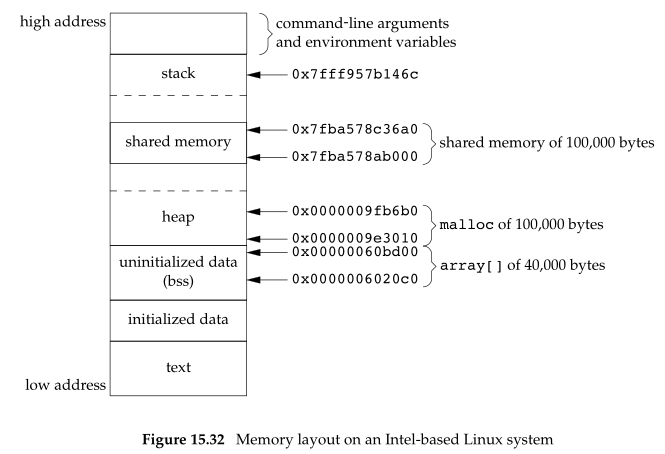 high address
command-line arguments
and environment variables
stack
0x7fff957b146c
shared memory
0x7fba578c36a0
0x7fba578ab000
shared memory of 100,000 bytes
heap
0x0000009fb6b0
0x0000009e3010
malloc of 100,000 bytes
uninitialized data
(bss)
0x00000060bd00
0x0000006020c0
array[] of 40,000 bytes
initialized data
text
low address
Figure 15.32 Memory layout on an Intel-based Linux system